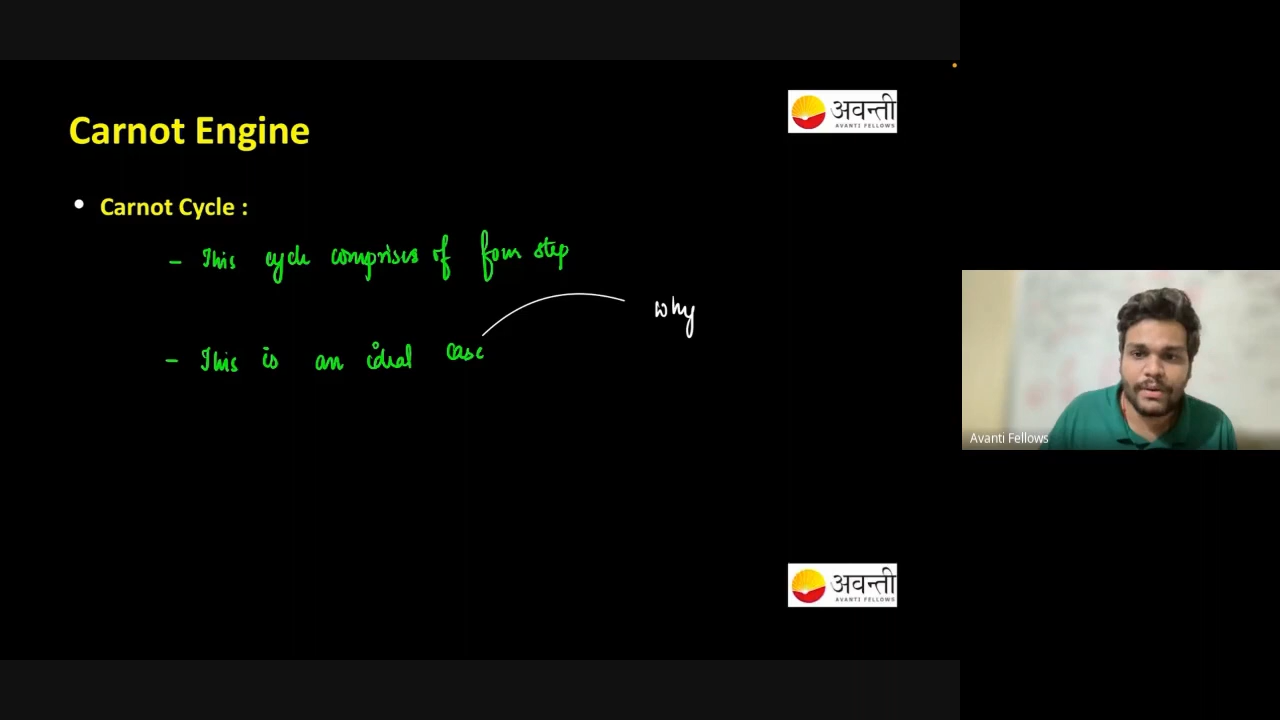 Carnot Engine
अवन्ती
AVANTI FELLOWS
• Carnot Cycle :
- This cycle comprises of four step
why
- This is an ideal case
Avanti Fellows
अवन्ती
AVANTI FELLOWS